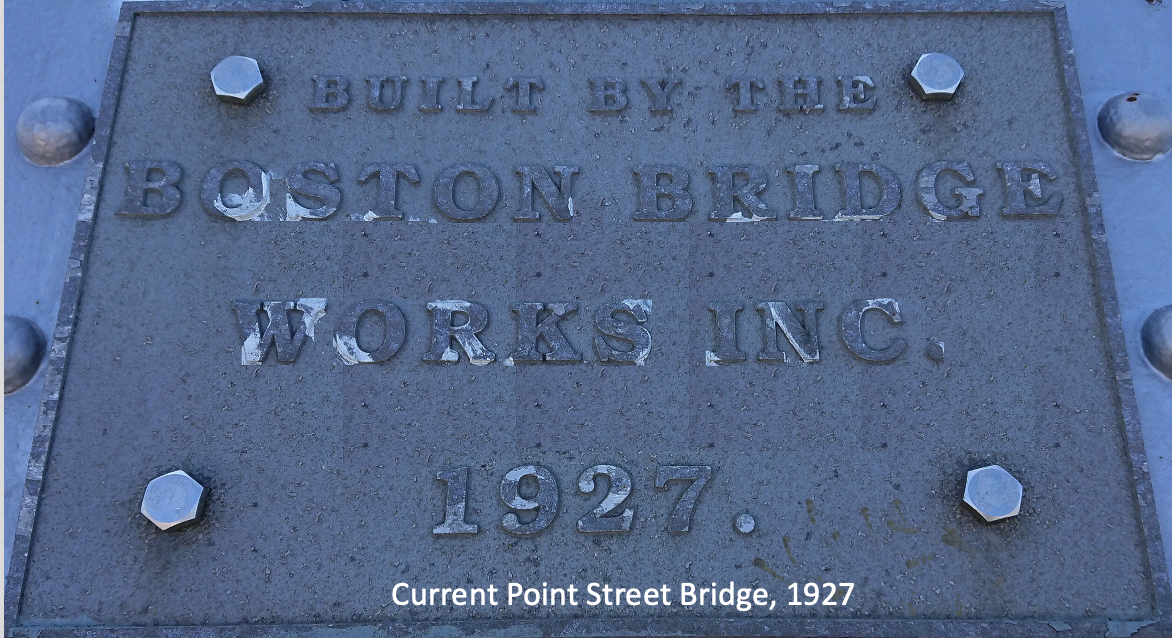 BUILT BY THE
BOSTON BRIDGE
WORKS INC.
1927.
Current Point Street Bridge, 1927